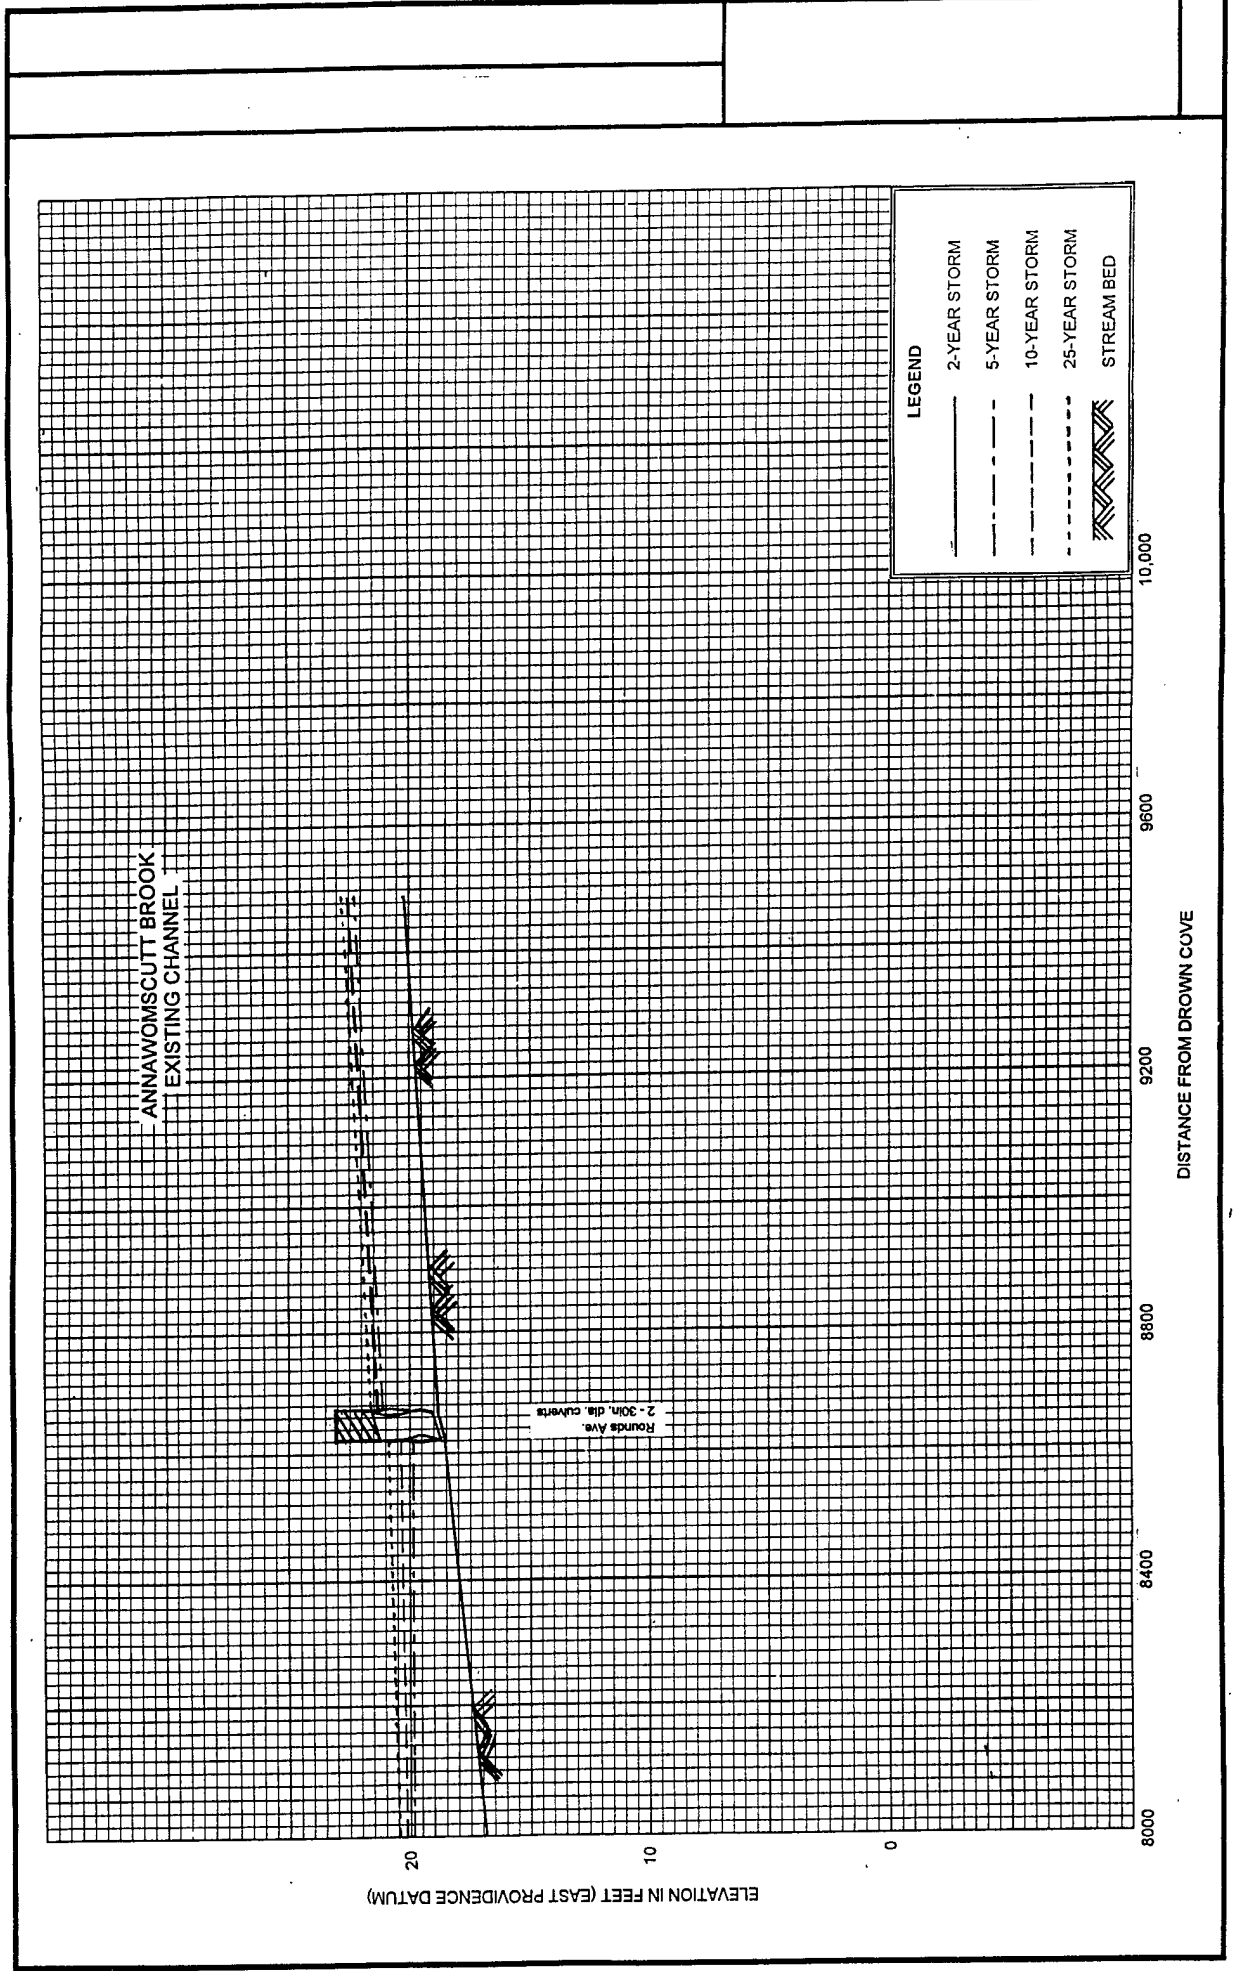 ANNAWOMSCUTT BROOK
EXISTING CHANNEL
ELEVATION IN FEET (EAST PROVIDENCE DATUM)
20
10
0
Rounds Ave.
2 - 30in. dia. culverts
8000
8400
8800
9200
9600
10,000
DISTANCE FROM DROWN COVE
LEGEND
2-YEAR STORM
5-YEAR STORM
10-YEAR STORM
25-YEAR STORM
STREAM BED